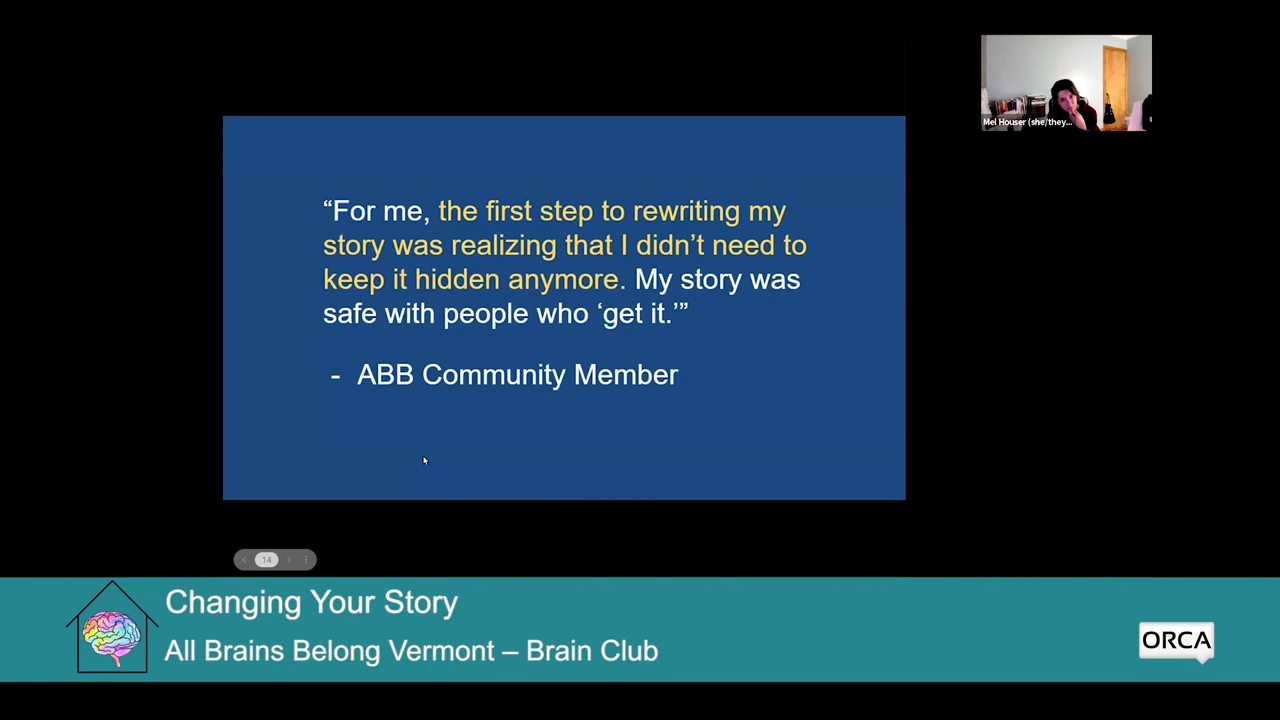 Mel Houser (she/they...
“For me, the first step to rewriting my
story was realizing that I didn’t need to
keep it hidden anymore. My story was
safe with people who ‘get it.’”
- ABB Community Member
14
Changing Your Story
All Brains Belong Vermont – Brain Club
ORCA